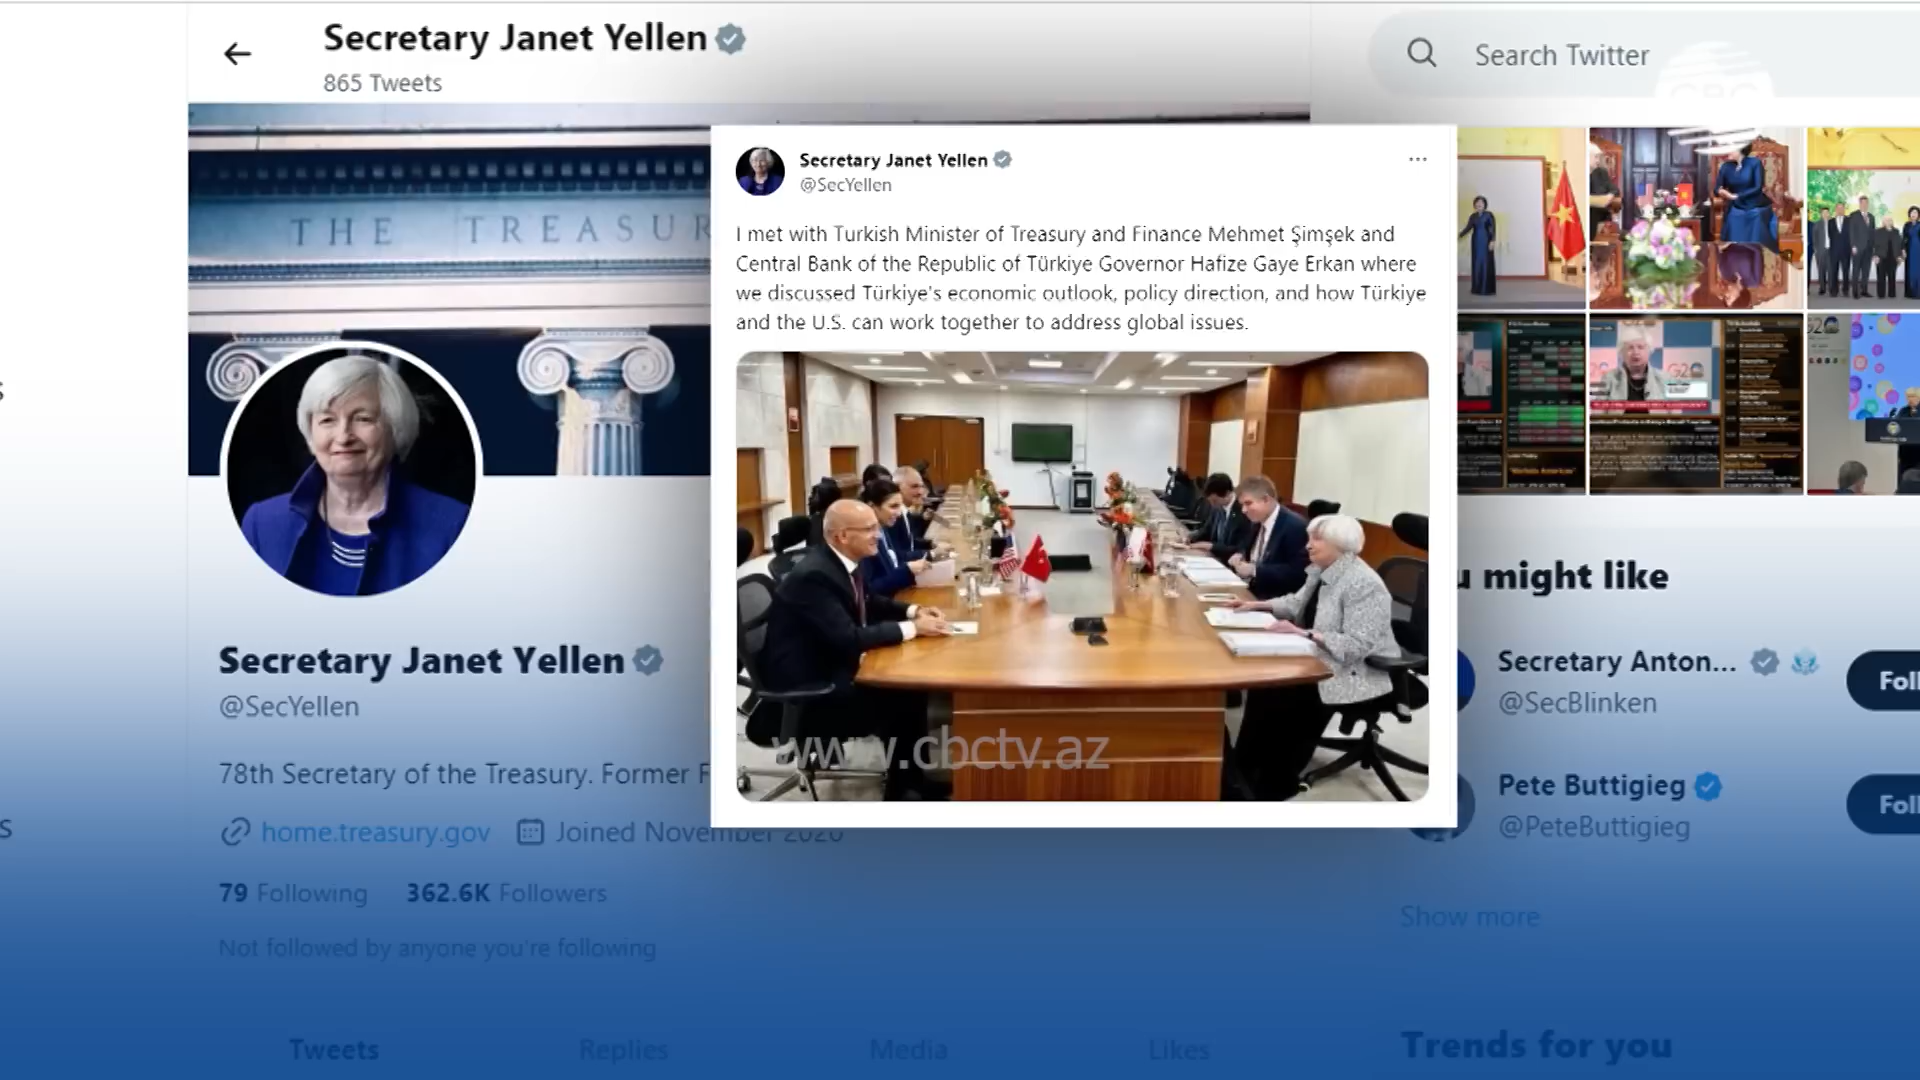 Secretary Janet Yellen
865 Tweets
Search Twitter
CBC
THE TREASUR
Secretary Janet Yellen
@SecYellen
I met with Turkish Minister of Treasury and Finance Mehmet Şimşek and
Central Bank of the Republic of Türkiye Governor Hafize Gaye Erkan where
we discussed Türkiye's economic outlook, policy direction, and how Türkiye
and the U.S. can work together to address global issues.
www.cbctv.az
Secretary Janet Yellen
@SecYellen
78th Secretary of the Treasury. Former F
home.treasury.gov Joined November 2020
79 Following 362.6K Followers
Not followed by anyone you're following
Tweets Replies Media Likes
G20
G20
u might like
Secretary Anton...
@SecBlinken
Foll
Pete Buttigieg
@PeteButtigieg
Foll
Show more
Trends for you